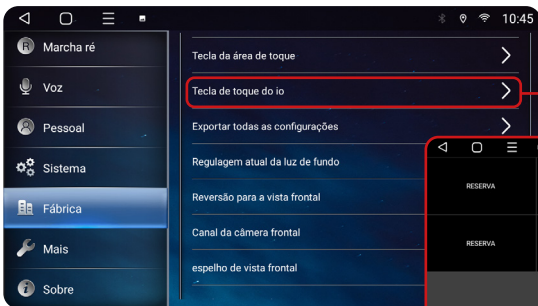 10:45
R Marcha ré
Voz
Pessoal
Sistema
Fábrica
Mais
i Sobre
Tecla da área de toque
Tecla de toque do io
Exportar todas as configurações
Regulagem atual da luz de fundo
Reversão para a vista frontal
Canal da câmera frontal
espelho de vista frontal
RESERVA
RESERVA